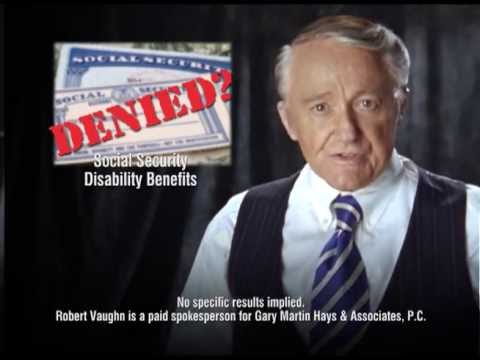 SOCIAL SECURITY
SOCIAL SECURITY
DENIED?
Social Security
Disability Benefits
No specific results implied.
Robert Vaughn is a paid spokesperson for Gary Martin Hays & Associates, P.C.